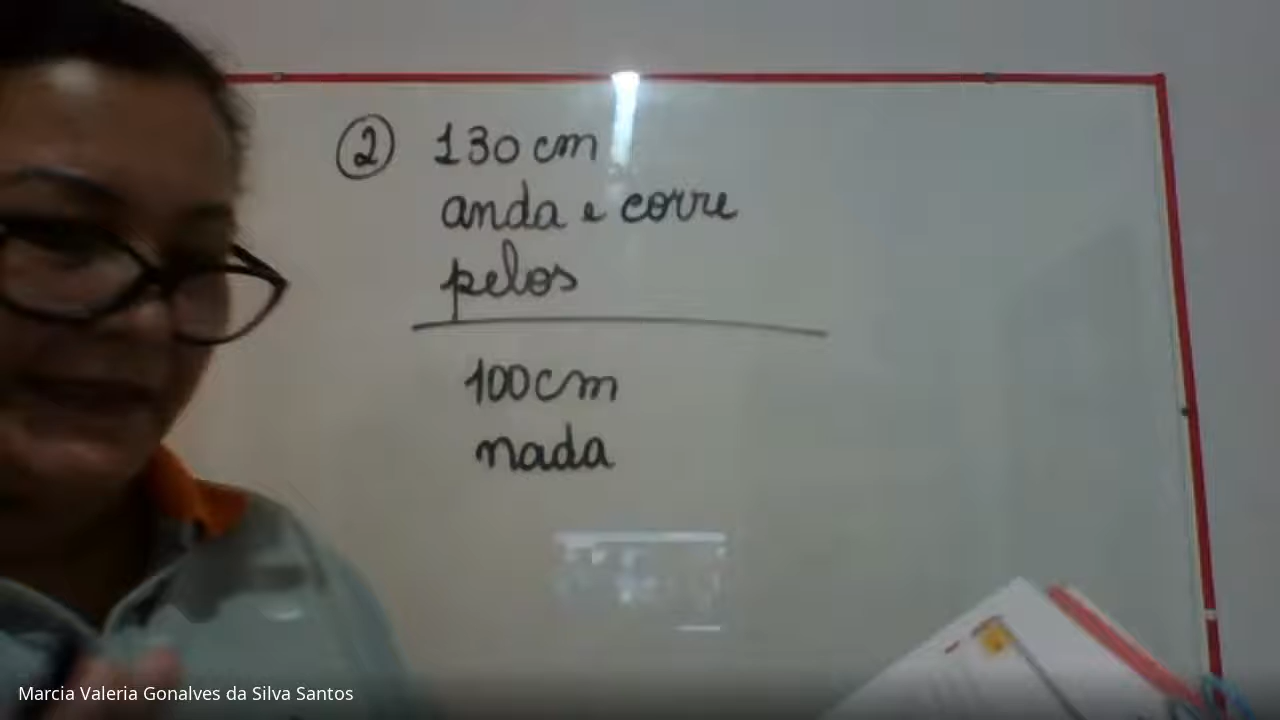 ② 130 cm
anda e corre
pelos
100 cm
nada
Marcia Valeria Gonalves da Silva Santos